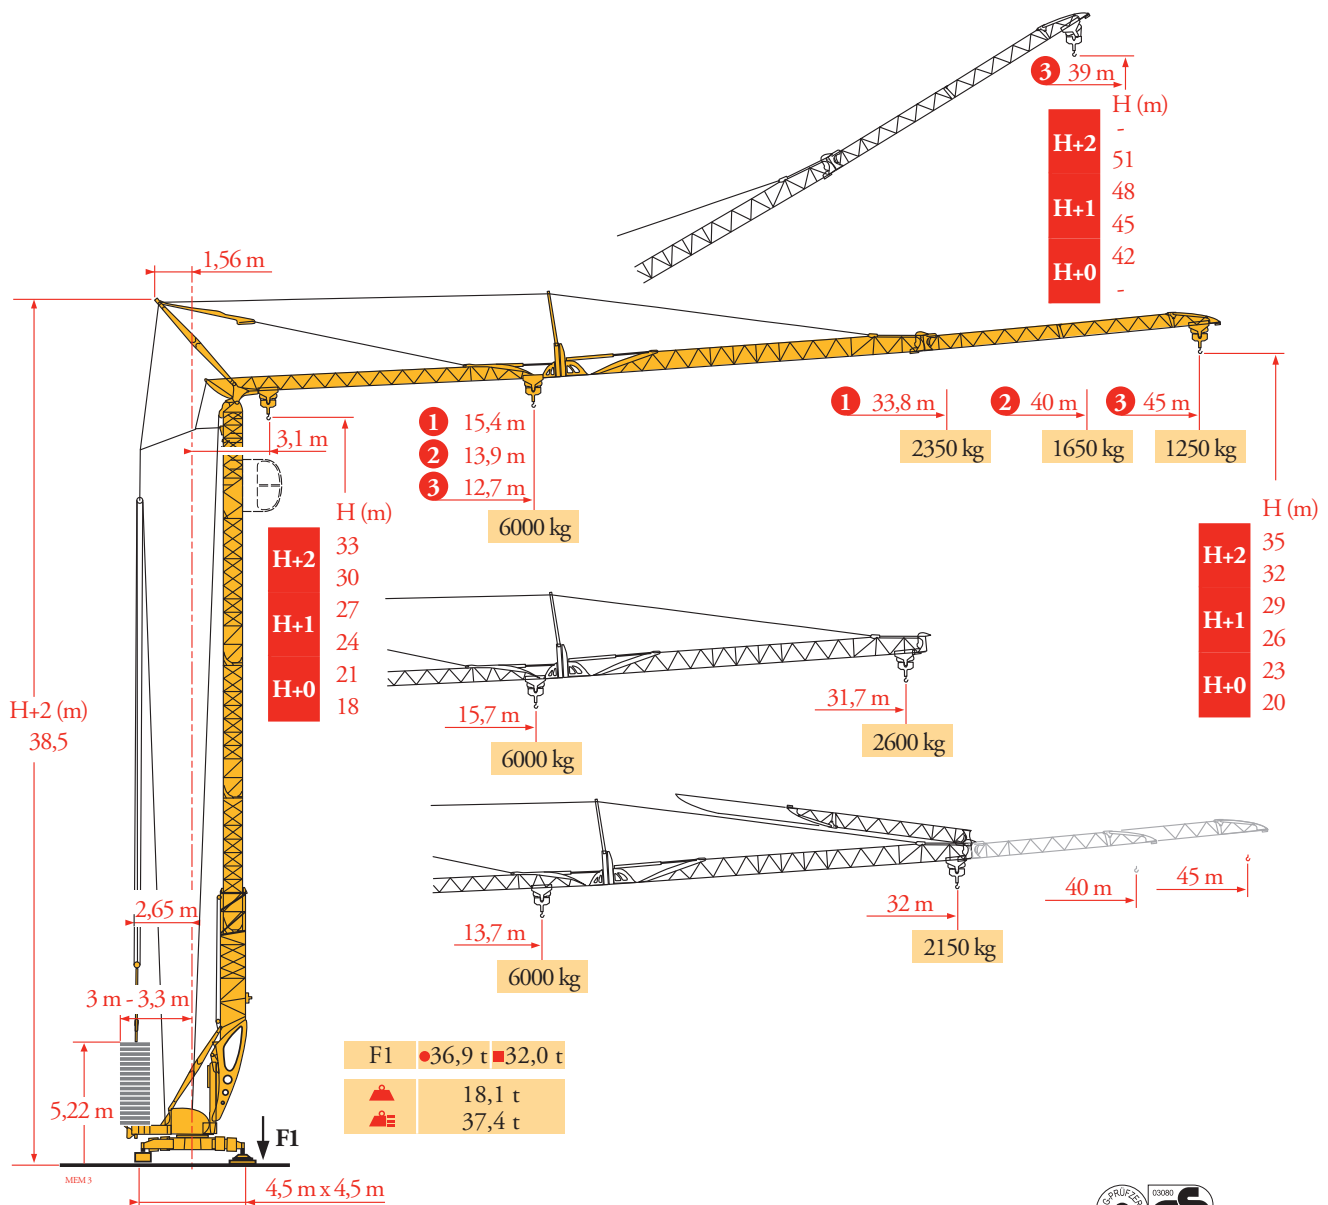 3 39 m
H (m)
H+2
-
51
H+1
48
45
H+0
42
-
1,56 m
3,1 m
1 15,4 m
2 13,9 m
3 12,7 m
6000 kg
1 33,8 m
2 40 m
3 45 m
2350 kg
1650 kg
1250 kg
H (m)
H+2
33
30
H+1
27
24
H+0
21
18
H (m)
H+2
35
32
H+1
29
26
H+0
23
20
H+2 (m)
38,5
15,7 m
6000 kg
31,7 m
2600 kg
13,7 m
6000 kg
32 m
2150 kg
40 m
45 m
2,65 m
3 m - 3,3 m
5,22 m
F1
F1 36,9 t 32,0 t
18,1 t
37,4 t
MEM 3
4,5 m x 4,5 m
03080